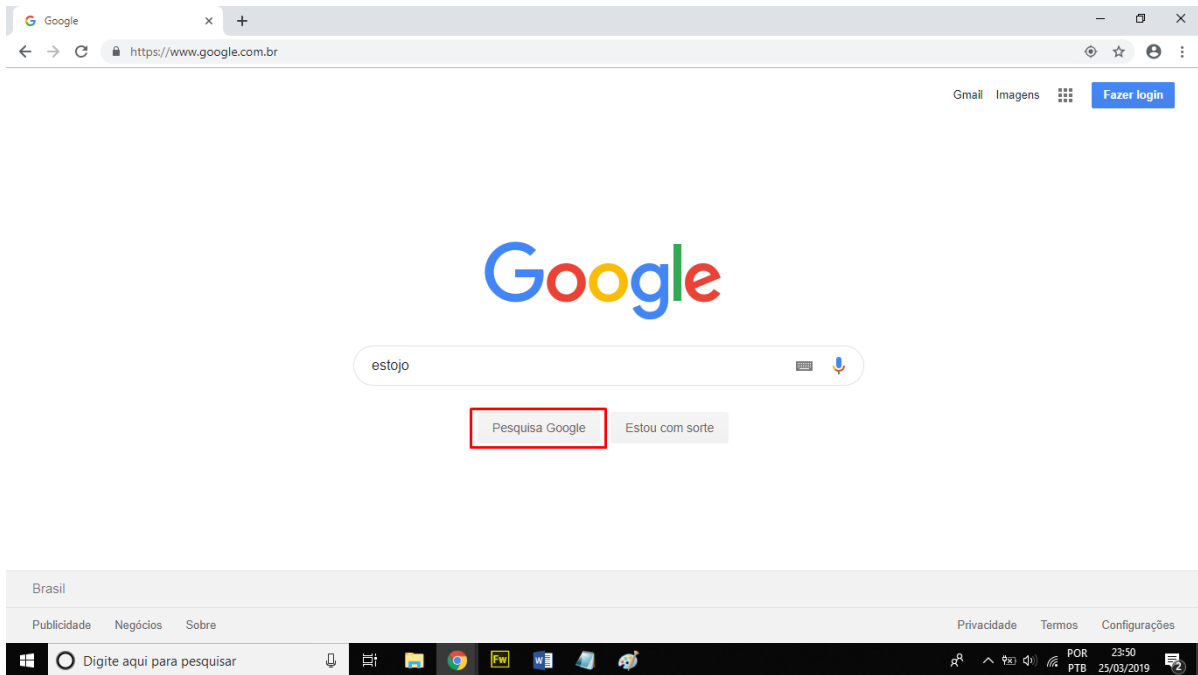 Google
https://www.google.com.br
Gmail Imagens Fazer login
Google
estojo
Pesquisa Google Estou com sorte
Brasil
Publicidade Negócios Sobre Privacidade Termos Configurações
Digite aqui para pesquisar Fw W POR 23:50
PTB 25/03/2019 2